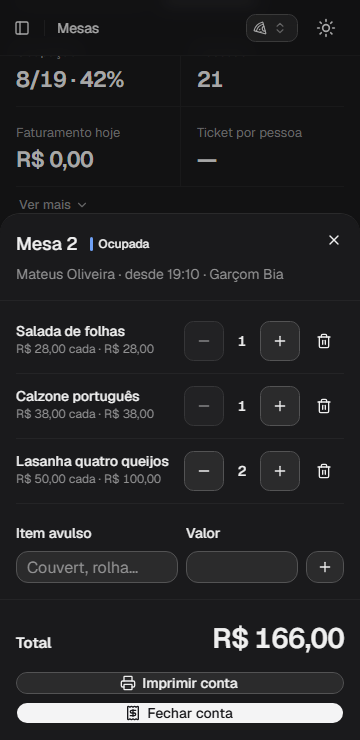 Mesas
8/19 · 42%
21
Faturamento hoje
Ticket por pessoa
R$ 0,00
—
Ver mais
Mesa 2
Ocupada
Mateus Oliveira · desde 19:10 · Garçom Bia
Salada de folhas
R$ 28,00 cada · R$ 28,00
1
Calzone português
R$ 38,00 cada · R$ 38,00
1
Lasanha quatro queijos
R$ 50,00 cada · R$ 100,00
2
Item avulso
Valor
Couvert, rolha...
Total
R$ 166,00
Imprimir conta
Fechar conta